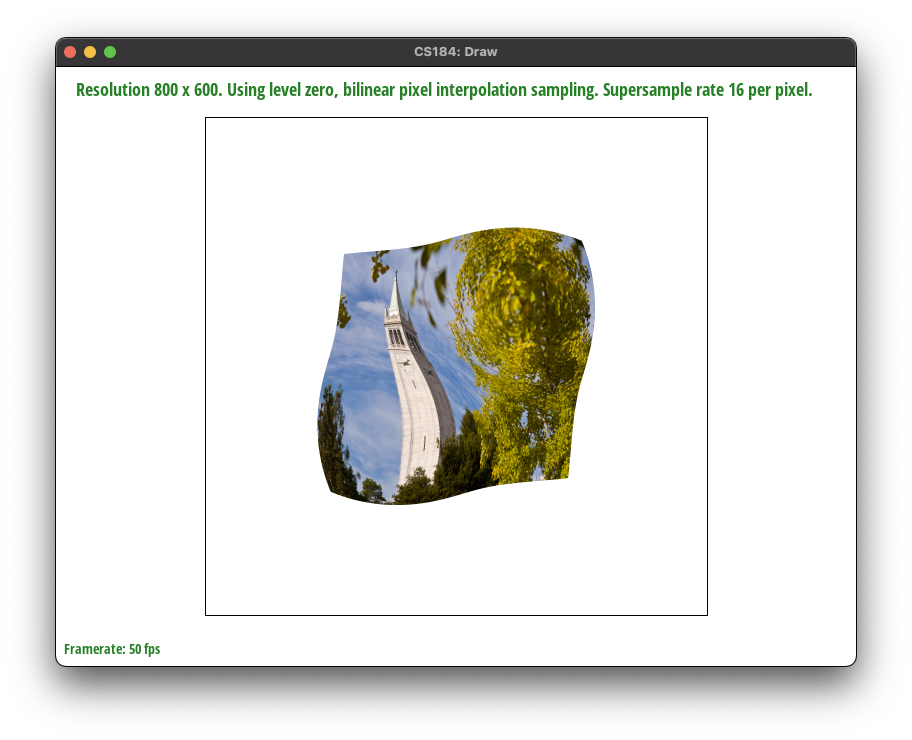 CS184: Draw
Resolution 800 x 600. Using level zero, bilinear pixel interpolation sampling. Supersample rate 16 per pixel.
Framerate: 50 fps